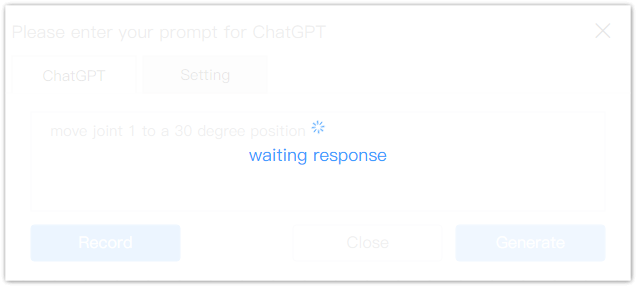 Please enter your prompt for ChatGPT
ChatGPT Setting
move joint 1 to a 30 degree position
waiting response
Record Close Generate